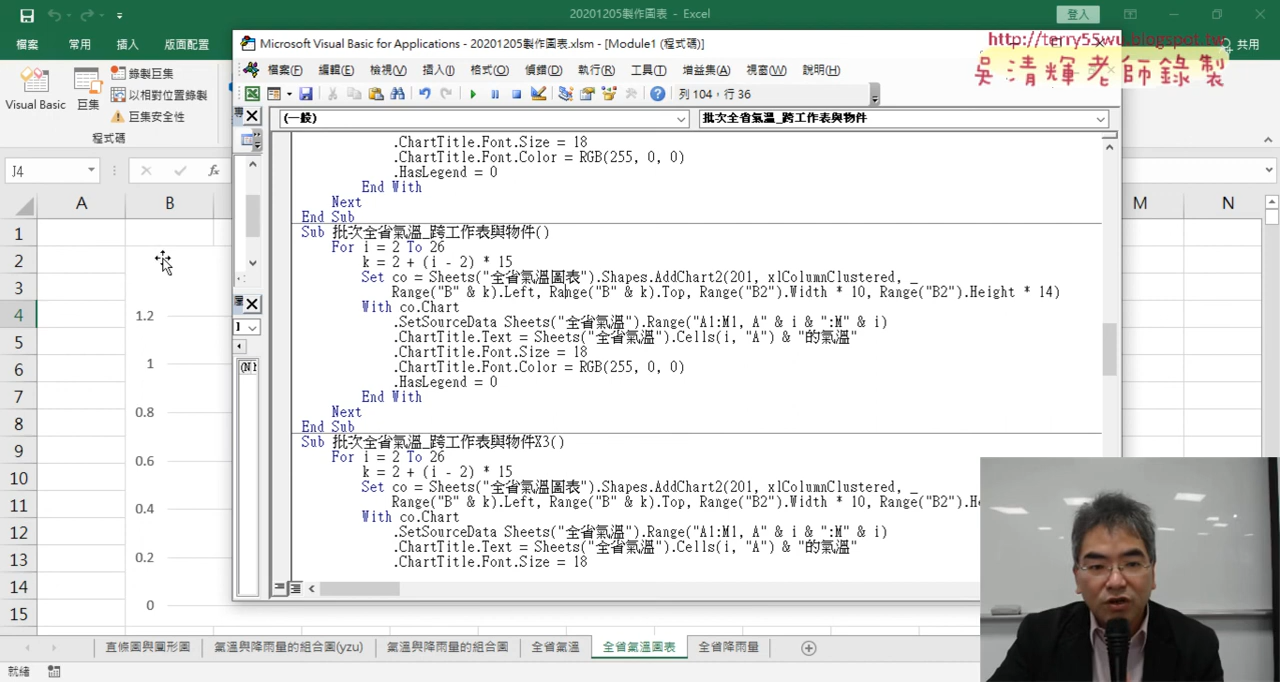 20201205製作圖表 - Excel
登入
檔案
常用
插入
版面配置
共用
http://terry55wu.blogspot.tw
吳清輝老師錄製
Visual Basic
巨集
錄製巨集
以相對位置錄製
巨集安全性
程式碼
Microsoft Visual Basic for Applications - 20201205製作圖表.xlsm - [Module1 (程式碼)]
檔案(F)
編輯(E)
檢視(V)
插入(I)
格式(O)
偵錯(D)
執行(R)
工具(T)
增益集(A)
視窗(W)
說明(H)
列 104，行 36
(一般)
批次全省氣溫_跨工作表與物件
J4
fx
A
B
M
N
1
2
3
4
5
6
7
8
9
10
11
12
13
14
15
1.2
1
0.8
0.6
0.4
0.2
0
.ChartTitle.Font.Size = 18
.ChartTitle.Font.Color = RGB(255, 0, 0)
.HasLegend = 0
End With
Next
End Sub
Sub 批次全省氣溫_跨工作表與物件()
For i = 2 To 26
k = 2 + (i - 2) * 15
Set co = Sheets("全省氣溫圖表").Shapes.AddChart2(201, xlColumnClustered, _
Range("B" & k).Left, Range("B" & k).Top, Range("B2").Width * 10, Range("B2").Height * 14)
With co.Chart
.SetSourceData Sheets("全省氣溫").Range("A1:M1, A" & i & ":M" & i)
.ChartTitle.Text = Sheets("全省氣溫").Cells(i, "A") & "的氣溫"
.ChartTitle.Font.Size = 18
.ChartTitle.Font.Color = RGB(255, 0, 0)
.HasLegend = 0
End With
Next
End Sub
Sub 批次全省氣溫_跨工作表與物件X3()
For i = 2 To 26
k = 2 + (i - 2) * 15
Set co = Sheets("全省氣溫圖表").Shapes.AddChart2(201, xlColumnClustered, _
Range("B" & k).Left, Range("B" & k).Top, Range("B2").Width * 10, Range("B2").He
With co.Chart
.SetSourceData Sheets("全省氣溫").Range("A1:M1, A" & i & ":M" & i)
.ChartTitle.Text = Sheets("全省氣溫").Cells(i, "A") & "的氣溫"
.ChartTitle.Font.Size = 18
直條圖與圓形圖
氣溫與降雨量的組合圖(yzu)
氣溫與降雨量的組合圖
全省氣溫
全省氣溫圖表
全省降雨量
就緒